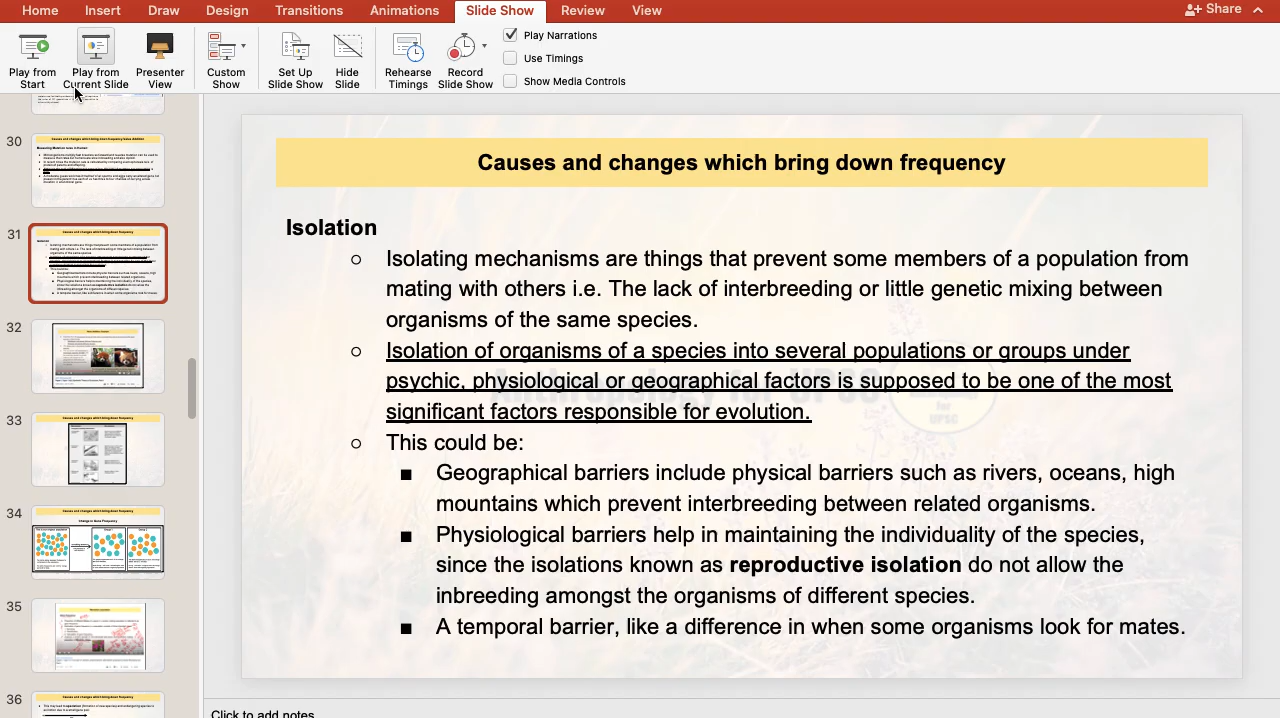 Home Insert Draw Design Transitions Animations Slide Show Review View Share
Play from Start
Play from Current Slide
Presenter View
Custom Show
Set Up Slide Show
Hide Slide
Rehearse Timings
Record Slide Show
Play Narrations
Use Timings
Show Media Controls
30
31
32
33
34
35
36
Causes and changes which bring down frequency
Isolation
Isolating mechanisms are things that prevent some members of a population from
mating with others i.e. The lack of interbreeding or little genetic mixing between
organisms of the same species.
Isolation of organisms of a species into several populations or groups under
psychic, physiological or geographical factors is supposed to be one of the most
significant factors responsible for evolution.
This could be:
Geographical barriers include physical barriers such as rivers, oceans, high
mountains which prevent interbreeding between related organisms.
Physiological barriers help in maintaining the individuality of the species,
since the isolations known as reproductive isolation do not allow the
inbreeding amongst the organisms of different species.
A temporal barrier, like a difference in when some organisms look for mates.
Click to add notes